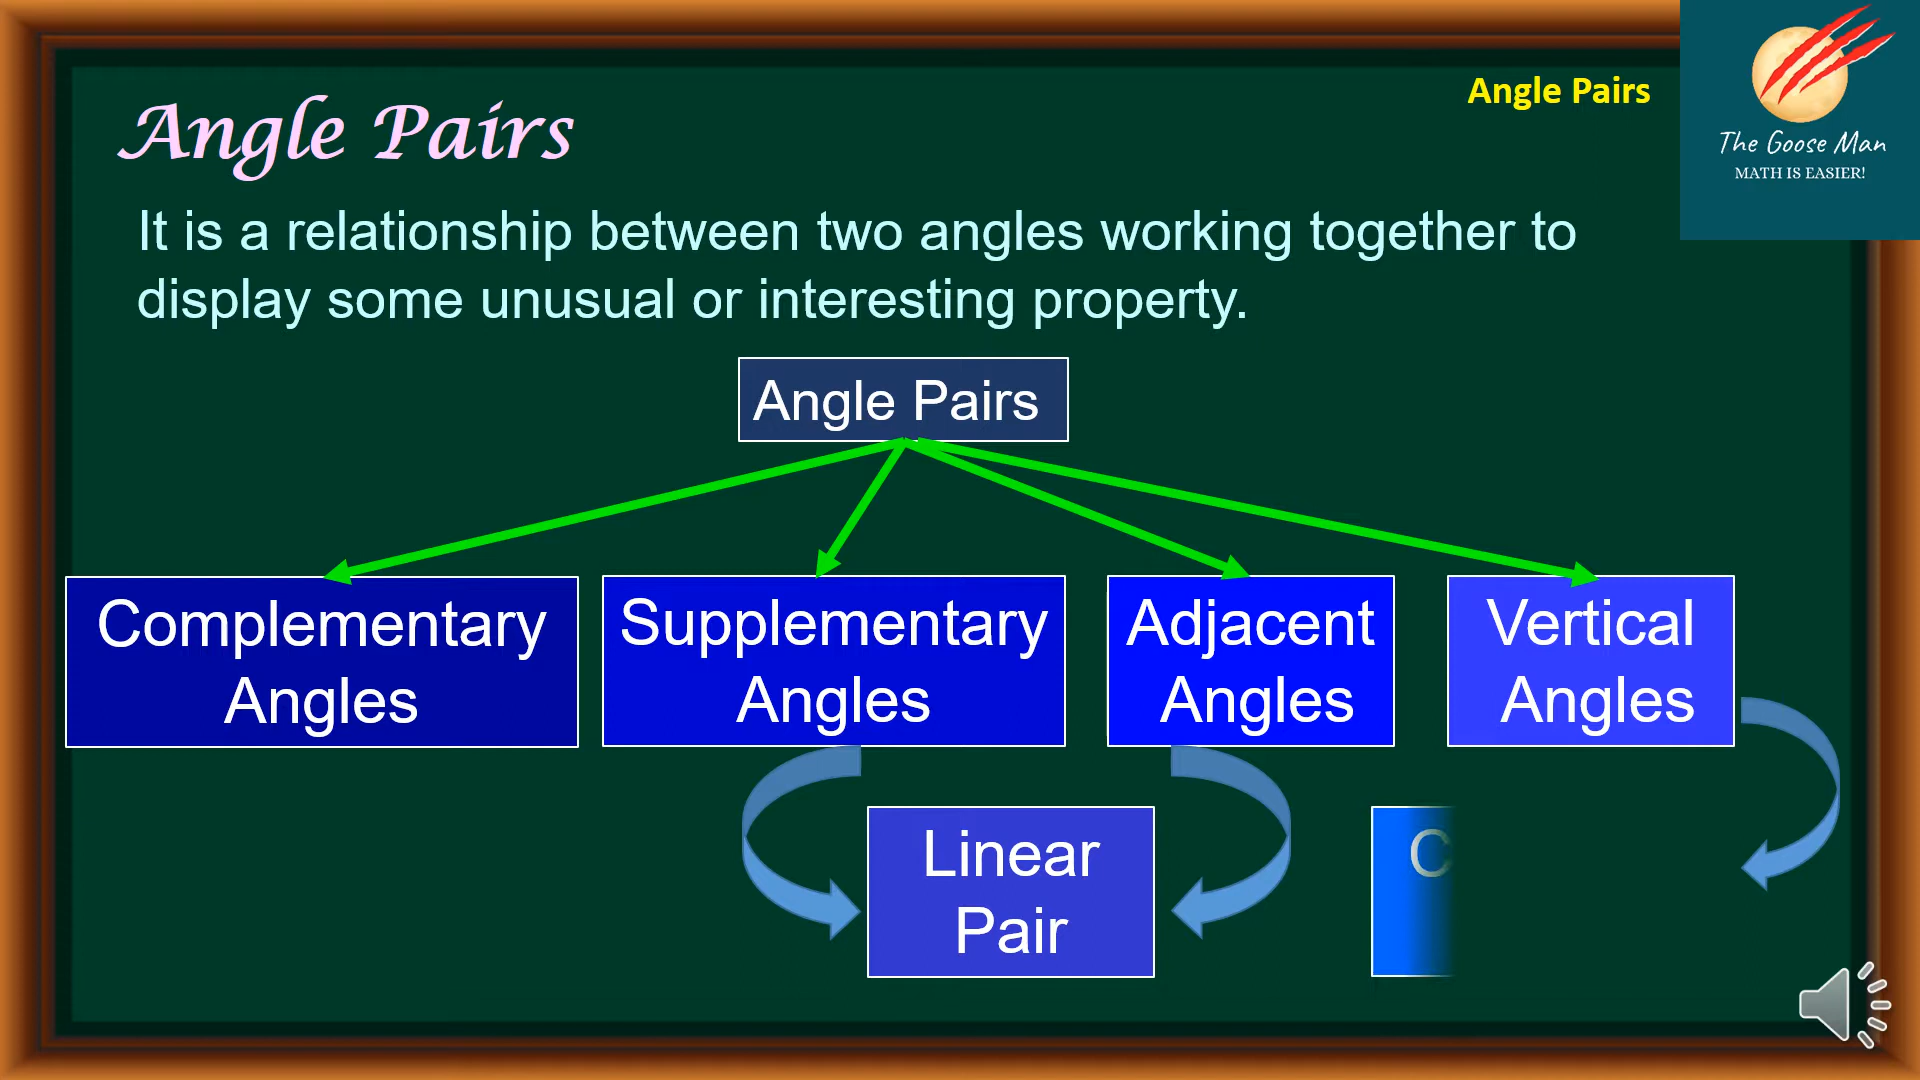 Angle Pairs
Angle Pairs
The Goose Man
MATH IS EASIER!
It is a relationship between two angles working together to
display some unusual or interesting property.
Angle Pairs
Complementary
Angles
Supplementary
Angles
Adjacent
Angles
Vertical
Angles
Linear
Pair